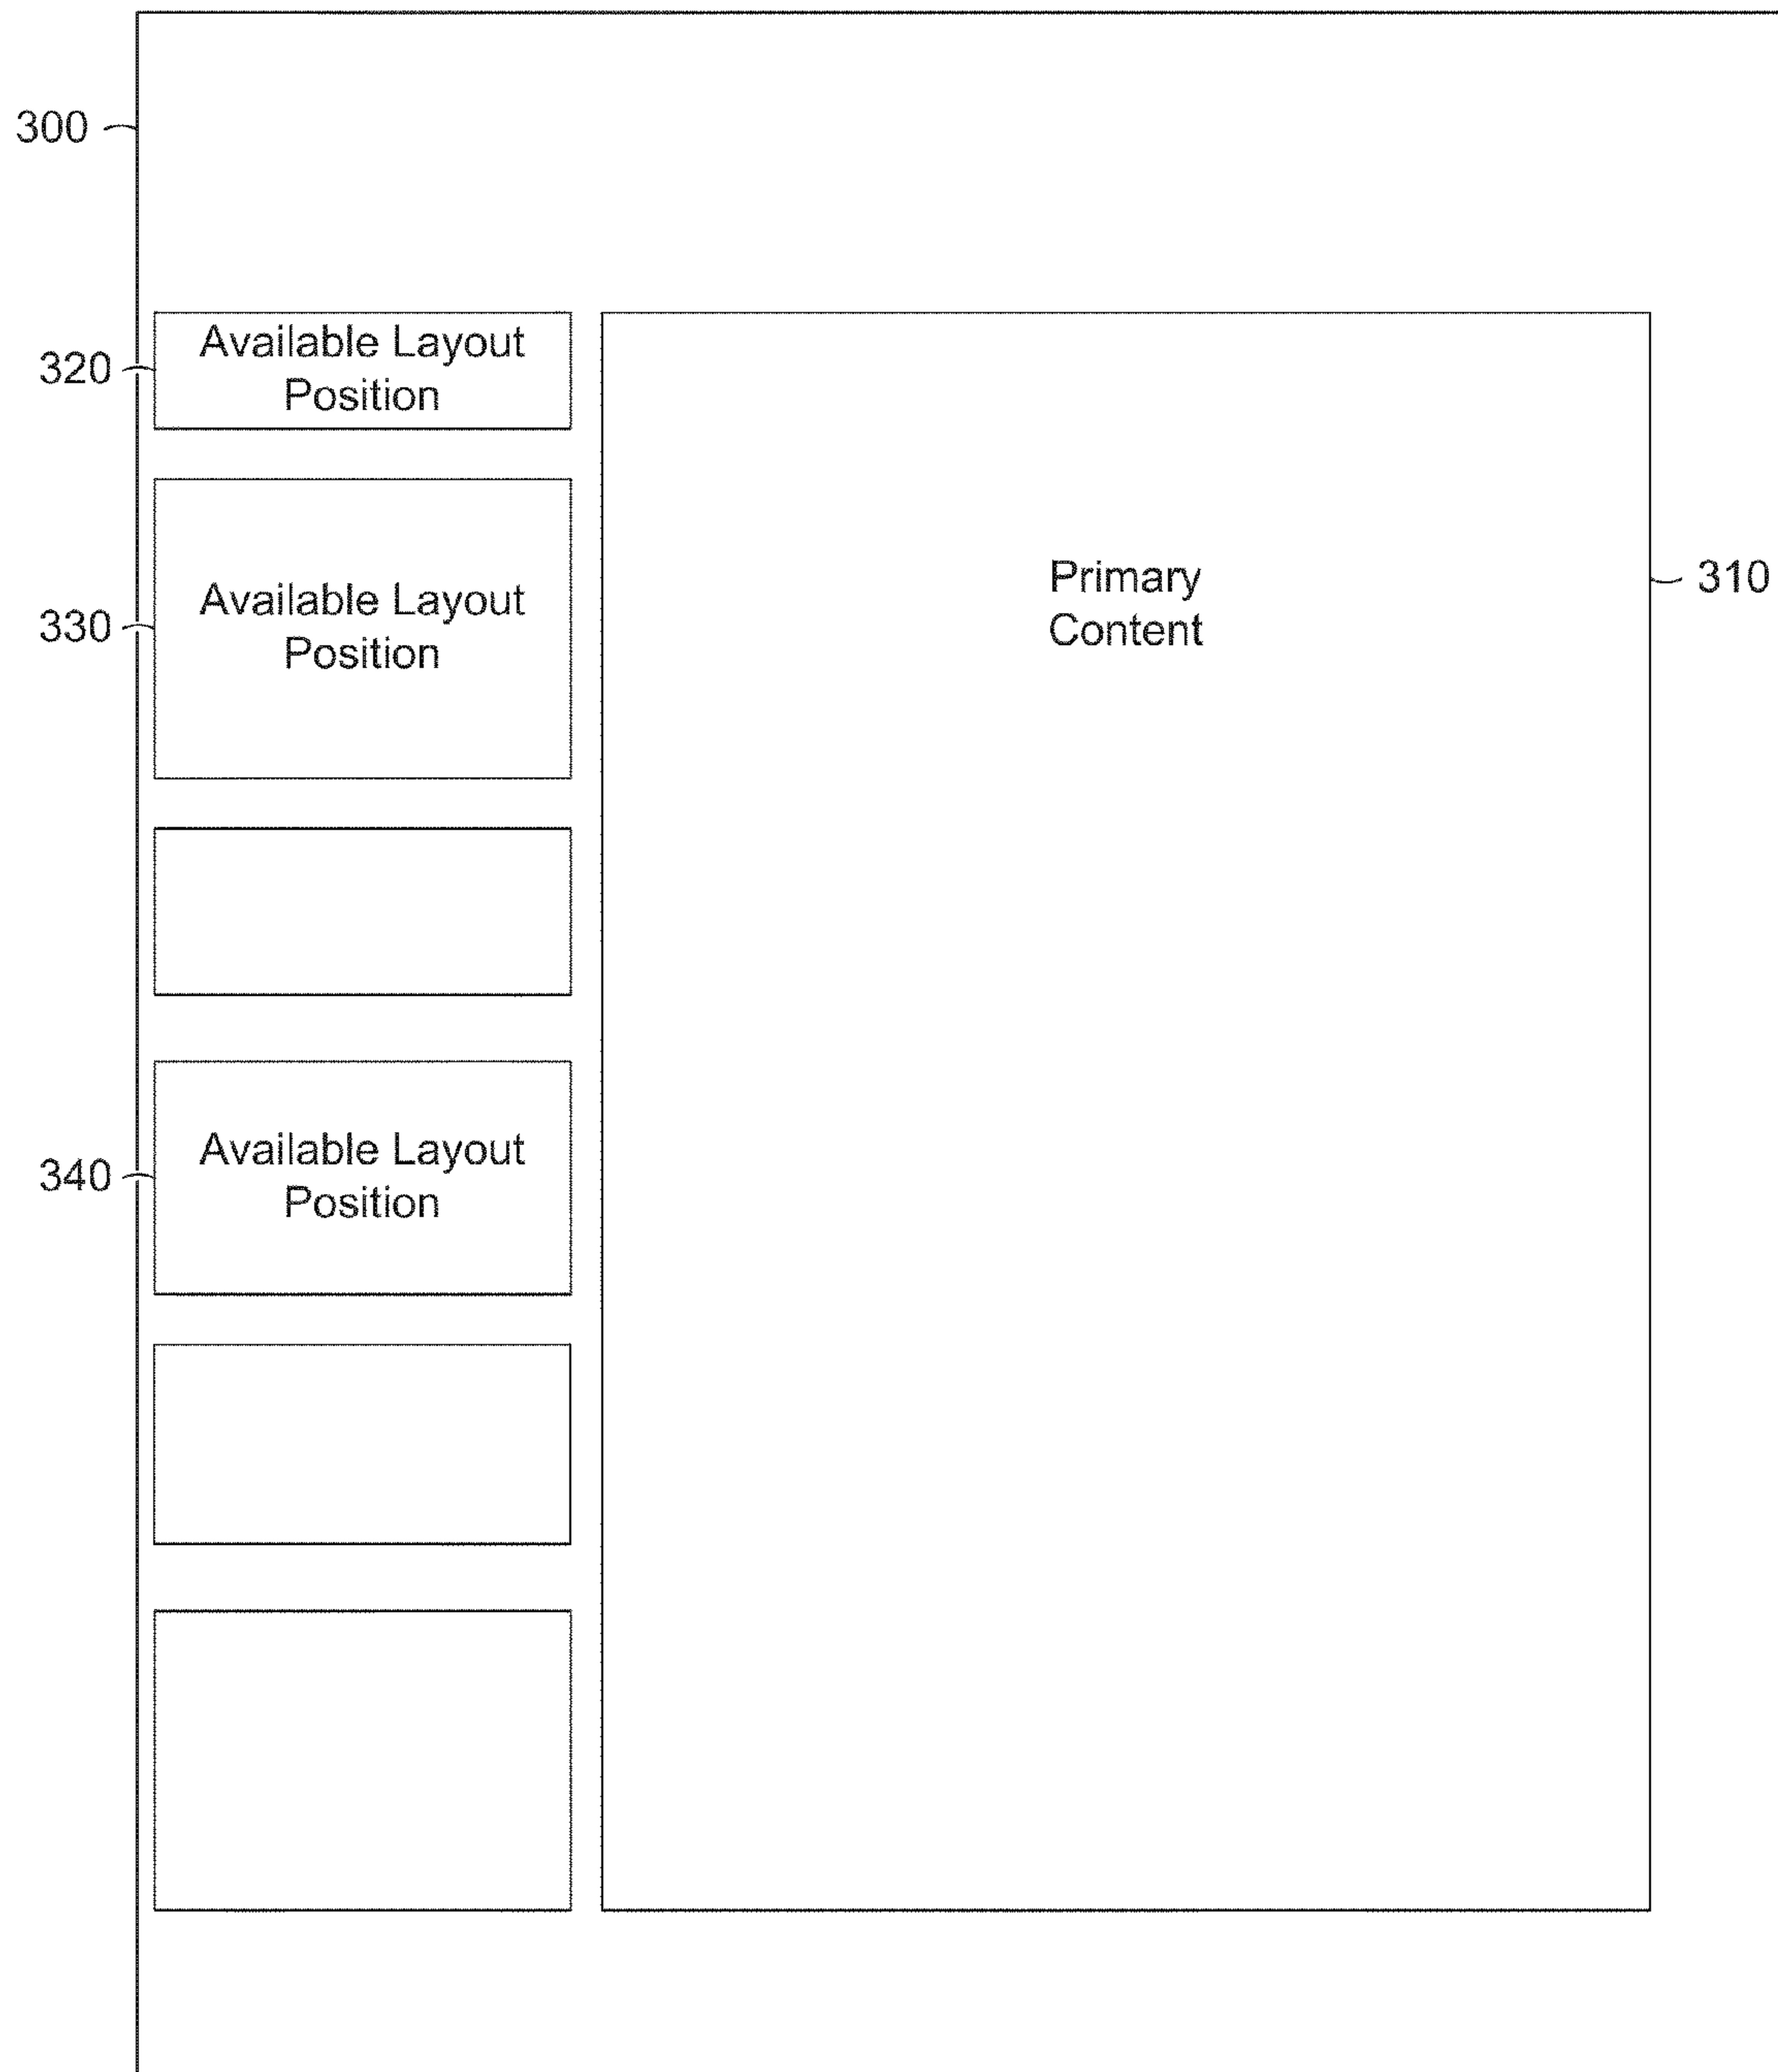 300
320
Available Layout
Position
330
Available Layout
Position
Primary
Content
310
340
Available Layout
Position